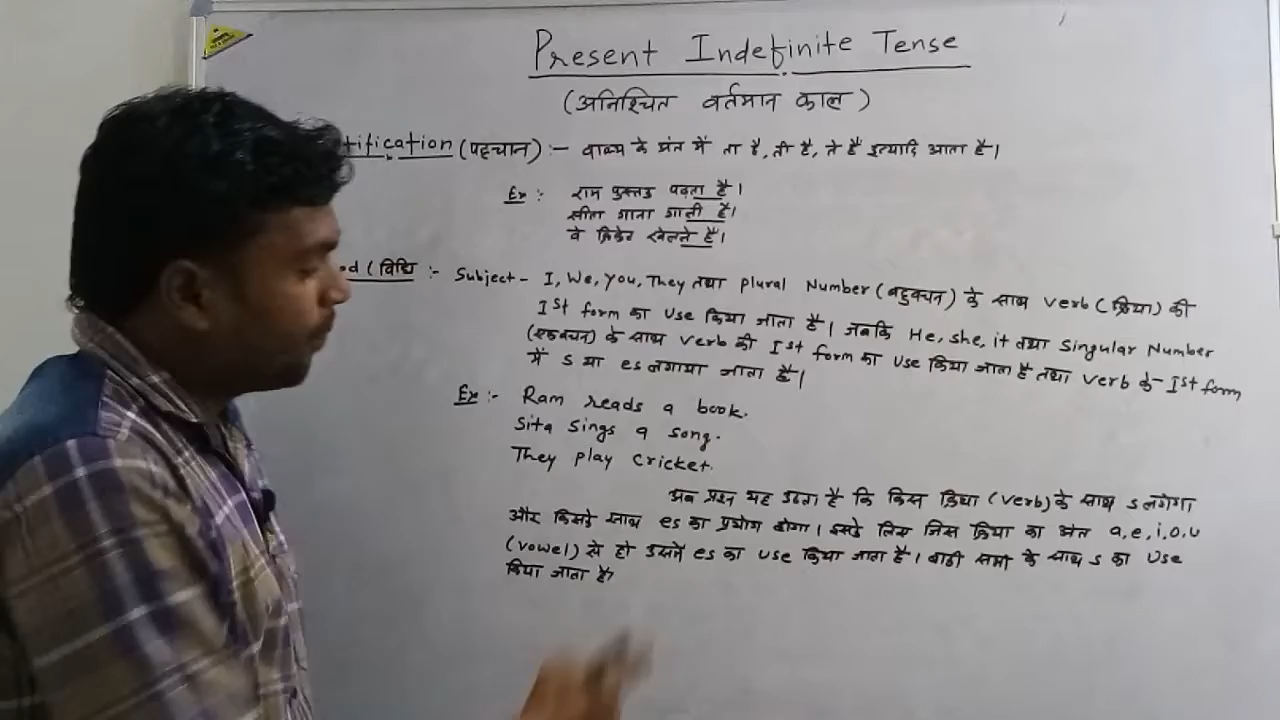 Present Indefinite Tense
(अनिश्चित वर्तमान काल)
tification (पहचान) :- वाक्य के अंत में ता है, ती है, ते हैं इत्यादि आता है।
Ex :- राम पुस्तक पढ़ता है।
सीता गाना गाती है।
वे क्रिकेट खेलते हैं।
od (विधि :- Subject - I, We, You, They तथा plural Number (बहुवचन) के साथ verb (क्रिया) की
Ist form का use किया जाता है। जबकि He, she, it तथा Singular Number
(एकवचन) के साथ verb की Ist form का use किया जाता है तथा verb के Ist form
में s या es लगाया जाता है।
Ex :- Ram reads a book.
Sita Sings a song.
They play cricket.
अब प्रश्न यह उठता है कि किस क्रिया (verb) के साथ s लगेगा
और किसके साथ es का प्रयोग होगा। इसके लिए जिस क्रिया का अंत a, e, i, o, u
(vowel) से हो उसमें es का use किया जाता है। बाकी सभी के साथ s का use
किया जाता है।